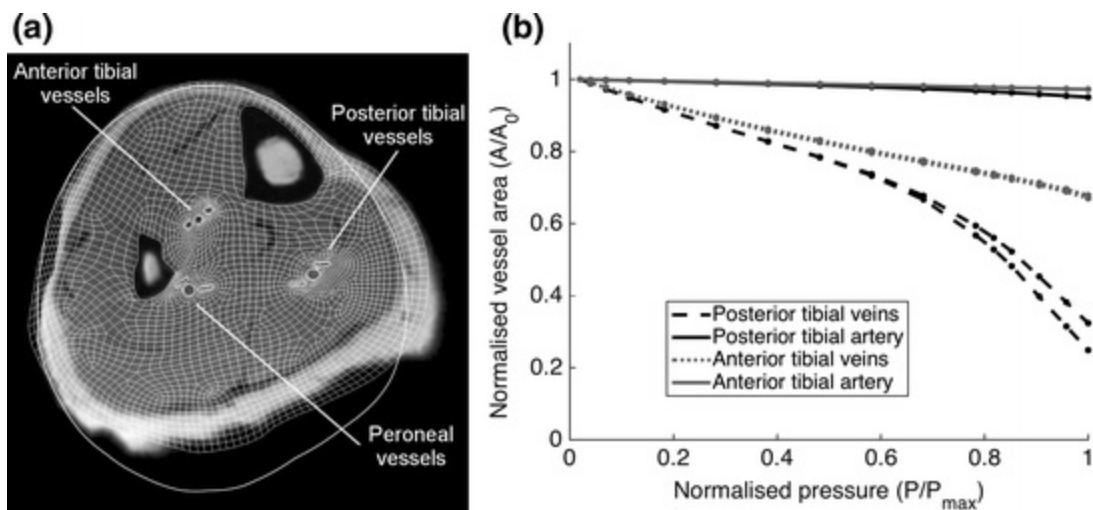 (a)
Anterior tibial
vessels
Posterior tibial
vessels
Peroneal
vessels
(b)
Normalised vessel area (A/A0)
1
0.8
0.6
0.4
0.2
0
Posterior tibial veins
Posterior tibial artery
Anterior tibial veins
Anterior tibial artery
0 0.2 0.4 0.6 0.8 1
Normalised pressure (P/Pmax)